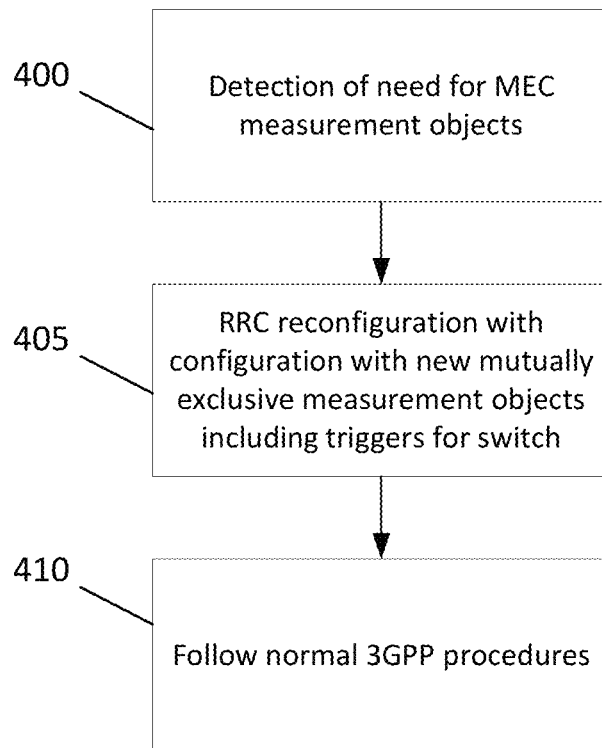 400
Detection of need for MEC
measurement objects
405
RRC reconfiguration with
configuration with new mutually
exclusive measurement objects
including triggers for switch
410
Follow normal 3GPP procedures